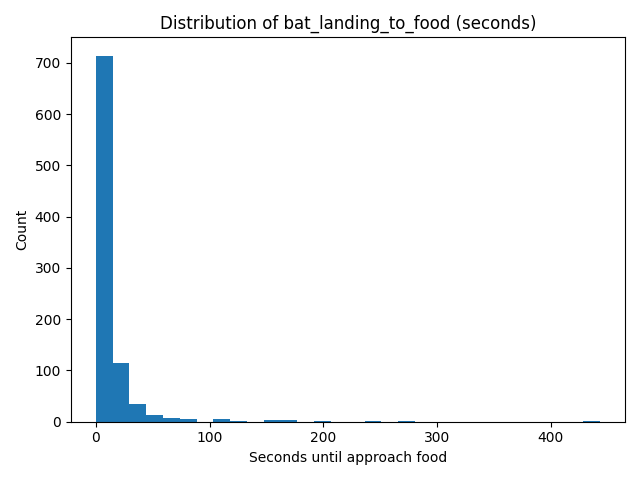 Distribution of bat_landing_to_food (seconds)
700
600
500
400
300
200
100
0
Count
0 100 200 300 400
Seconds until approach food